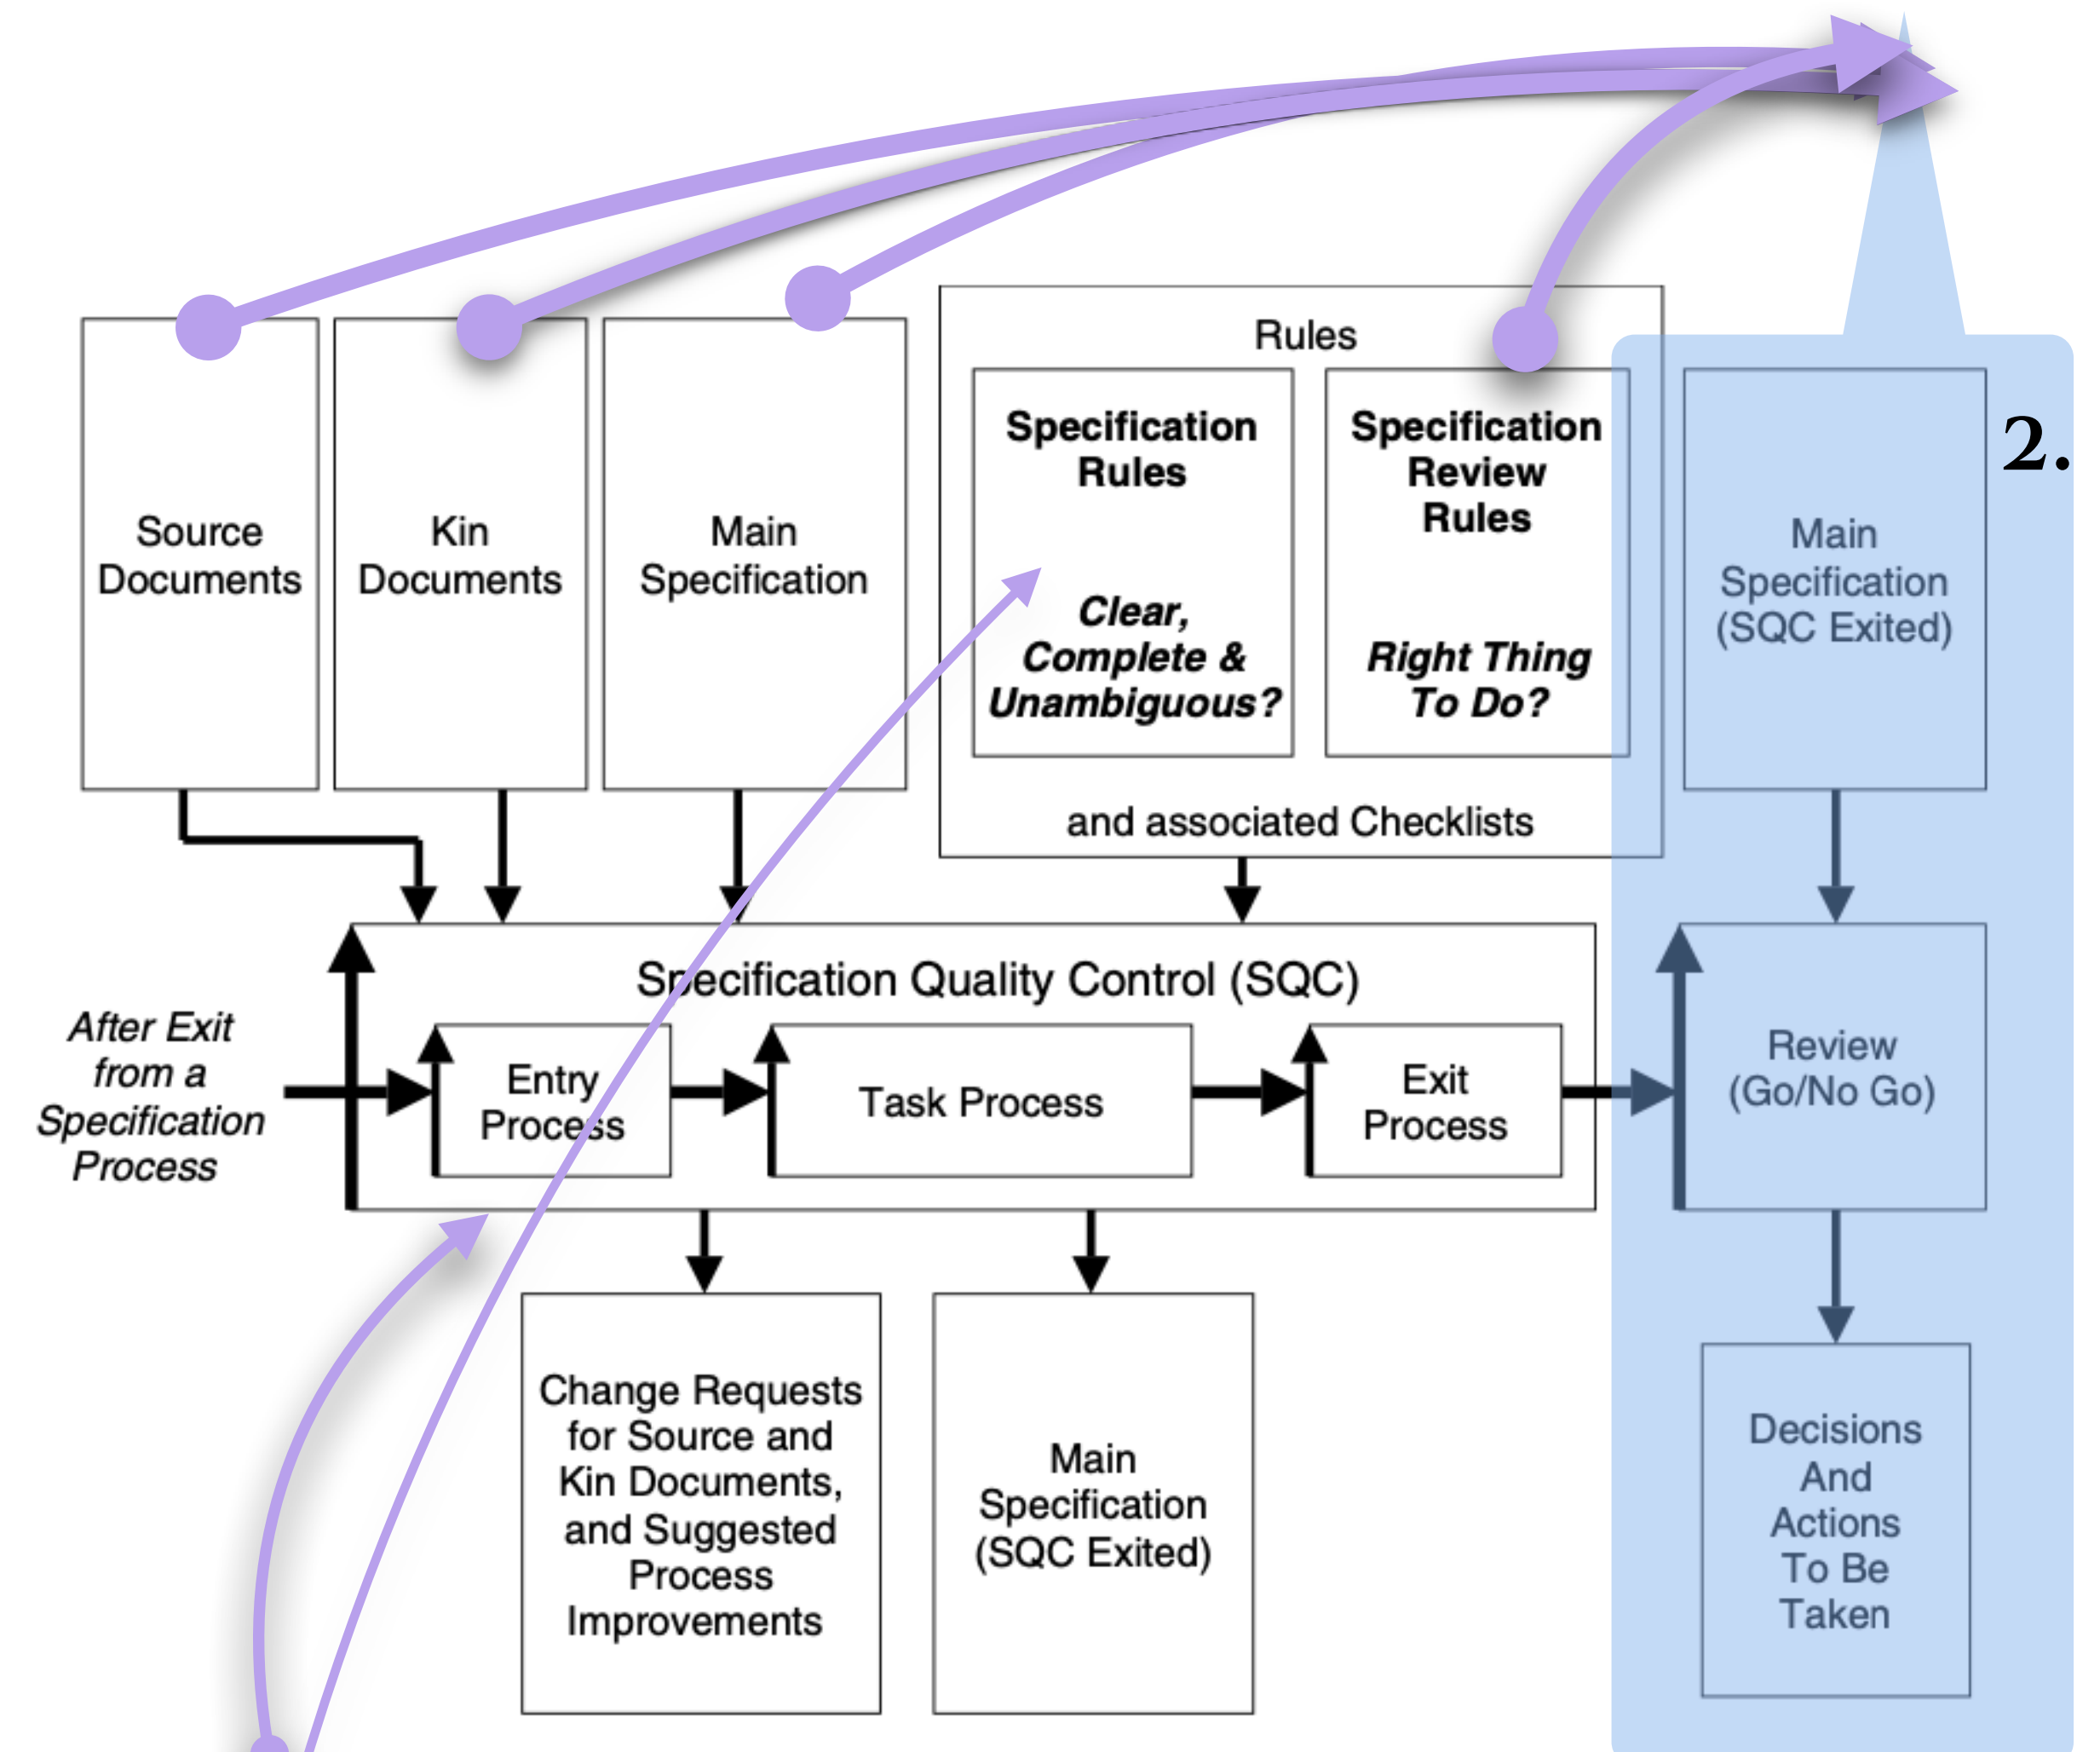 Source
Documents
Kin
Documents
Main
Specification
Rules
Specification
Rules
Clear,
Complete &
Unambiguous?
Specification
Review
Rules
Right Thing
To Do?
and associated Checklists
Main
Specification
(SQC Exited)
2.
After Exit
from a
Specification
Process
Specification Quality Control (SQC)
Entry
Process
Task Process
Exit
Process
Review
(Go/No Go)
Change Requests
for Source and
Kin Documents,
and Suggested
Process
Improvements
Main
Specification
(SQC Exited)
Decisions
And
Actions
To Be
Taken